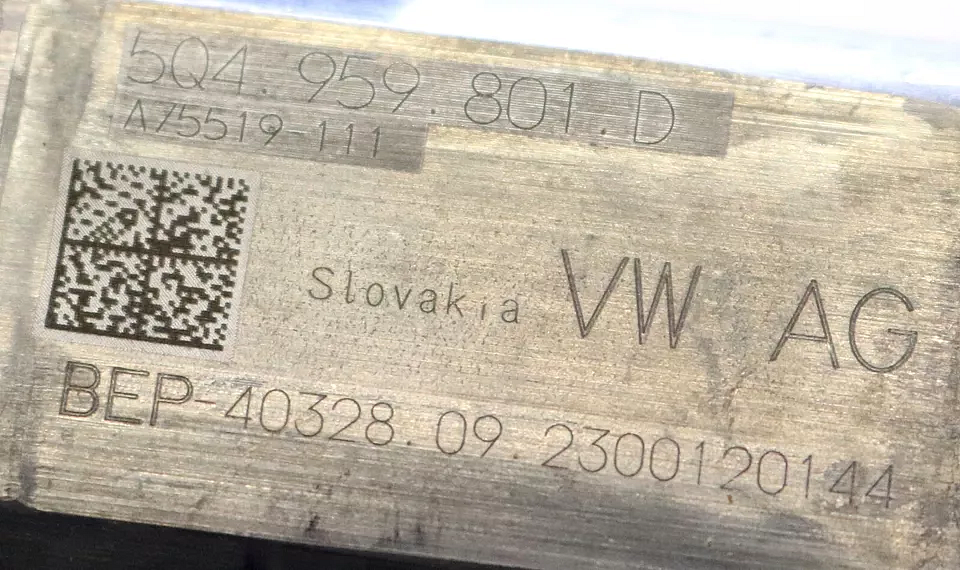 5Q4.959.801.D
A75519-111
Slovakia VW AG
BEP-40328.09.2300120144